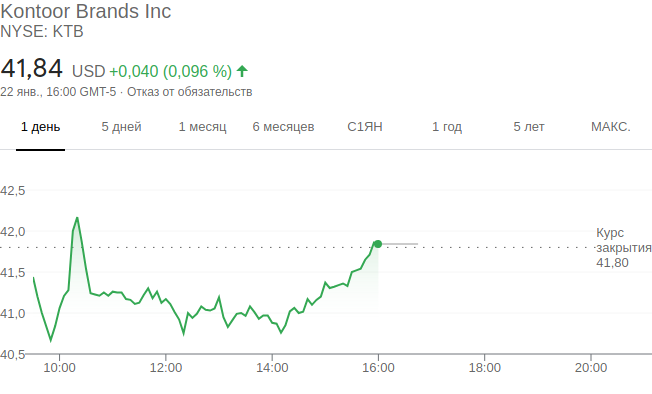 Kontoor Brands Inc
NYSE: KTB
41,84 USD +0,040 (0,096 %)
22 янв., 16:00 GMT-5 · Отказ от обязательств
1 день 5 дней 1 месяц 6 месяцев С1ЯН 1 год 5 лет МАКС.
42,5
42,0
Курс
закрытия
41,80
41,5
41,0
40,5
10:00 12:00 14:00 16:00 18:00 20:00